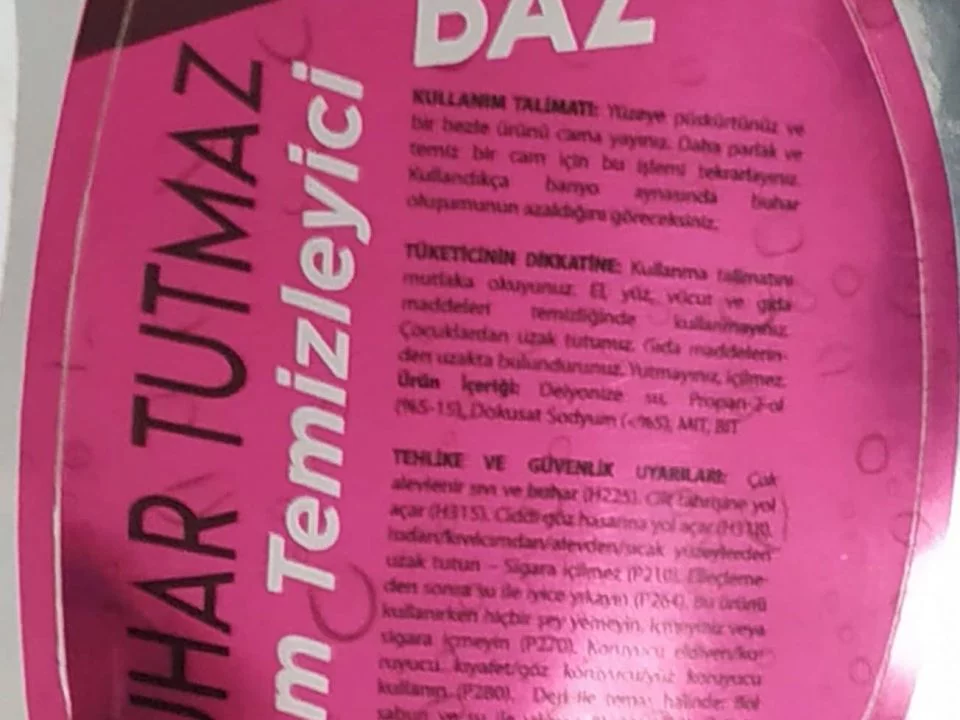 BAZ
UHAR TUTMAZ
m Temizleyici
KULLANIM TALİMATI: Yüzeye püskürtünüz ve
bir bezle ürünü cama yayınız. Daha parlak ve
temiz bir cam için bu işlemi tekrarlayınız.
Kullandıkça banyo aynasında buhar
oluşumunun azaldığını göreceksiniz.
TÜKETİCİNİN DİKKATİNE: Kullanma talimatını
mutlaka okuyunuz. El, yüz, vücut ve gıda
maddeleri temizliğinde kullanmayınız.
Çocuklardan uzak tutunuz. Gıda maddelerin-
den uzakta bulundurunuz. Yutmayınız, içilmez.
Ürün İçeriği: Deiyonize su, Propan-2-ol
(%5-15), Dokusat Sodyum (<%5), MIT, BIT
TEHLİKE VE GÜVENLİK UYARILARI: Çok
alevlenir sıvı ve buhar (H225). Cilt tahrişine yol
açar (H315). Ciddi göz hasarına yol açar (H318).
Isıdan/kıvılcımdan/alevden/sıcak yüzeylerden
uzak tutun – Sigara içilmez (P210). Elleçleme-
den sonra su ile iyice yıkayın (P264). Bu ürünü
kullanırken hiçbir şey yemeyin, içmeyiniz veya
sigara içmeyin (P270). Koruyucu eldiven/ko-
ruyucu kıyafet/göz koruyucu/yüz koruyucu
kullanın (P280). Deri ile temas halinde: Bol
sabun ve su ile